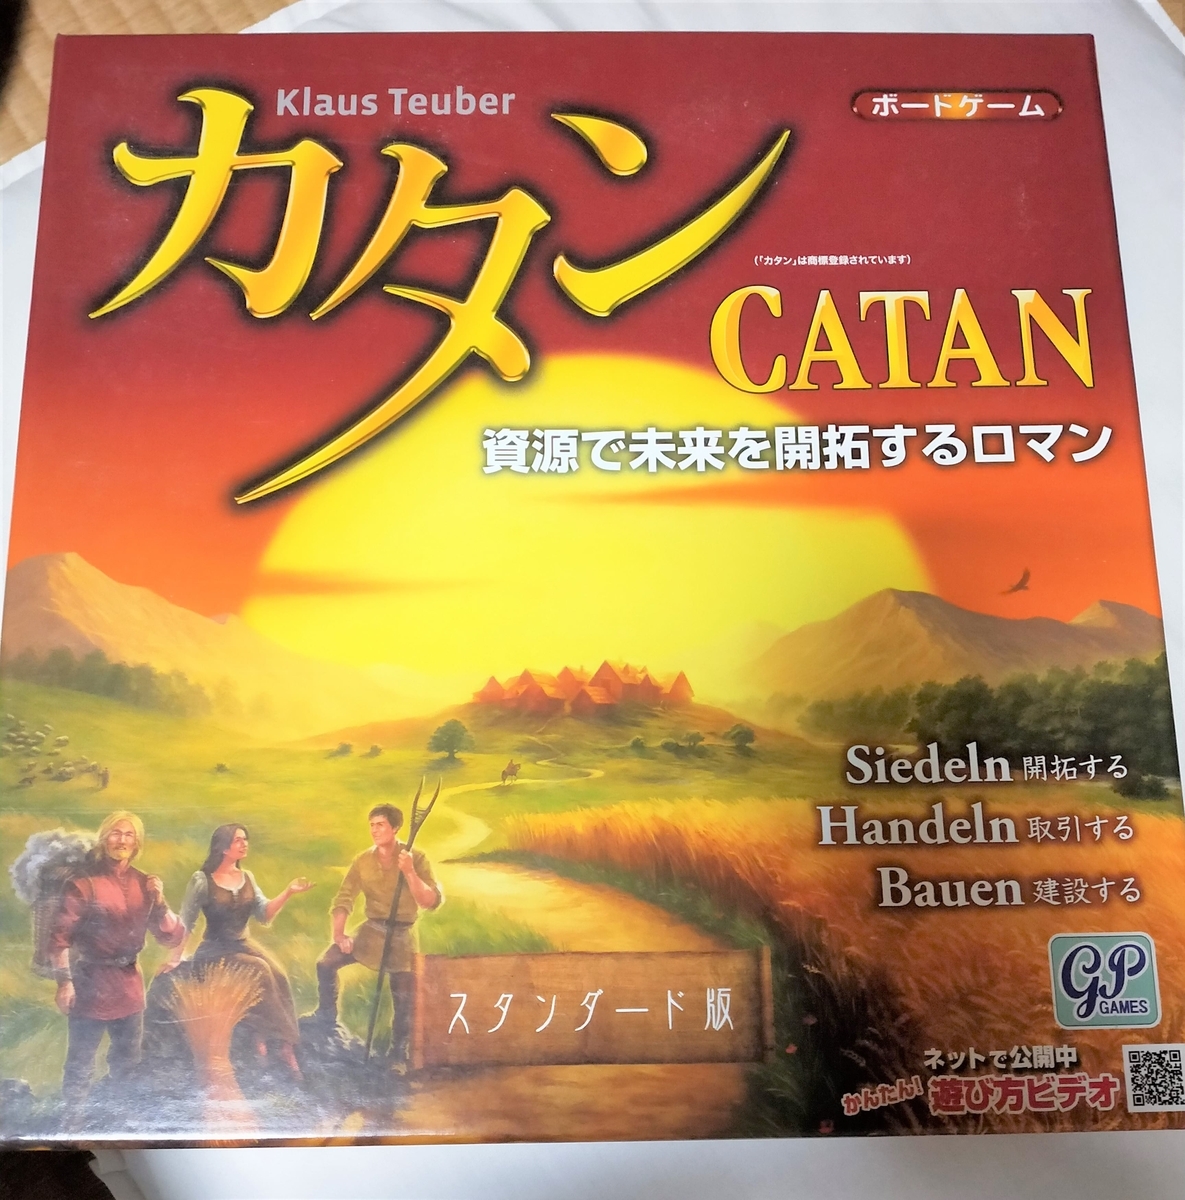 Klaus Teuber
ボードゲーム
カタン
(「カタン」は商標登録されています)
CATAN
資源で未来を開拓するロマン
Siedeln 開拓する
Handeln 取引する
Bauen 建設する
GP
GAMES
スタンダード版
ネットで公開中
かんたん! 遊び方ビデオ